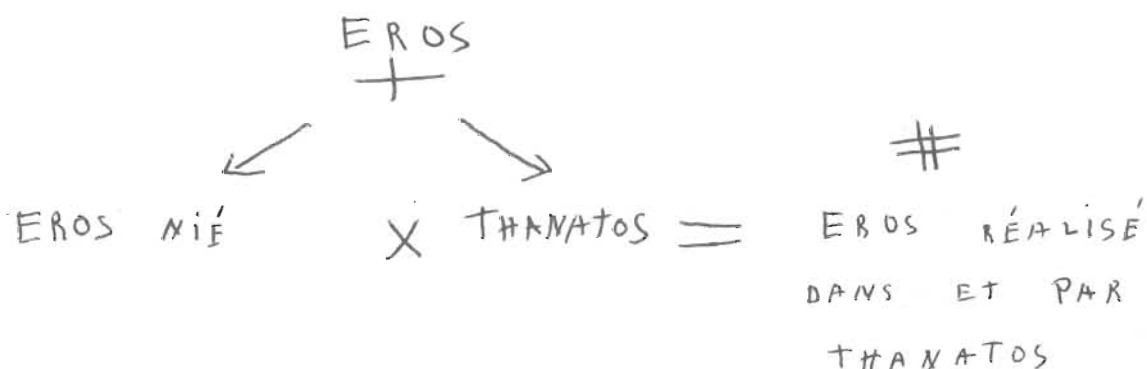 EROS
+
#
EROS NIÉ X THANATOS = EROS RÉALISÉ
DANS ET PAR
THANATOS